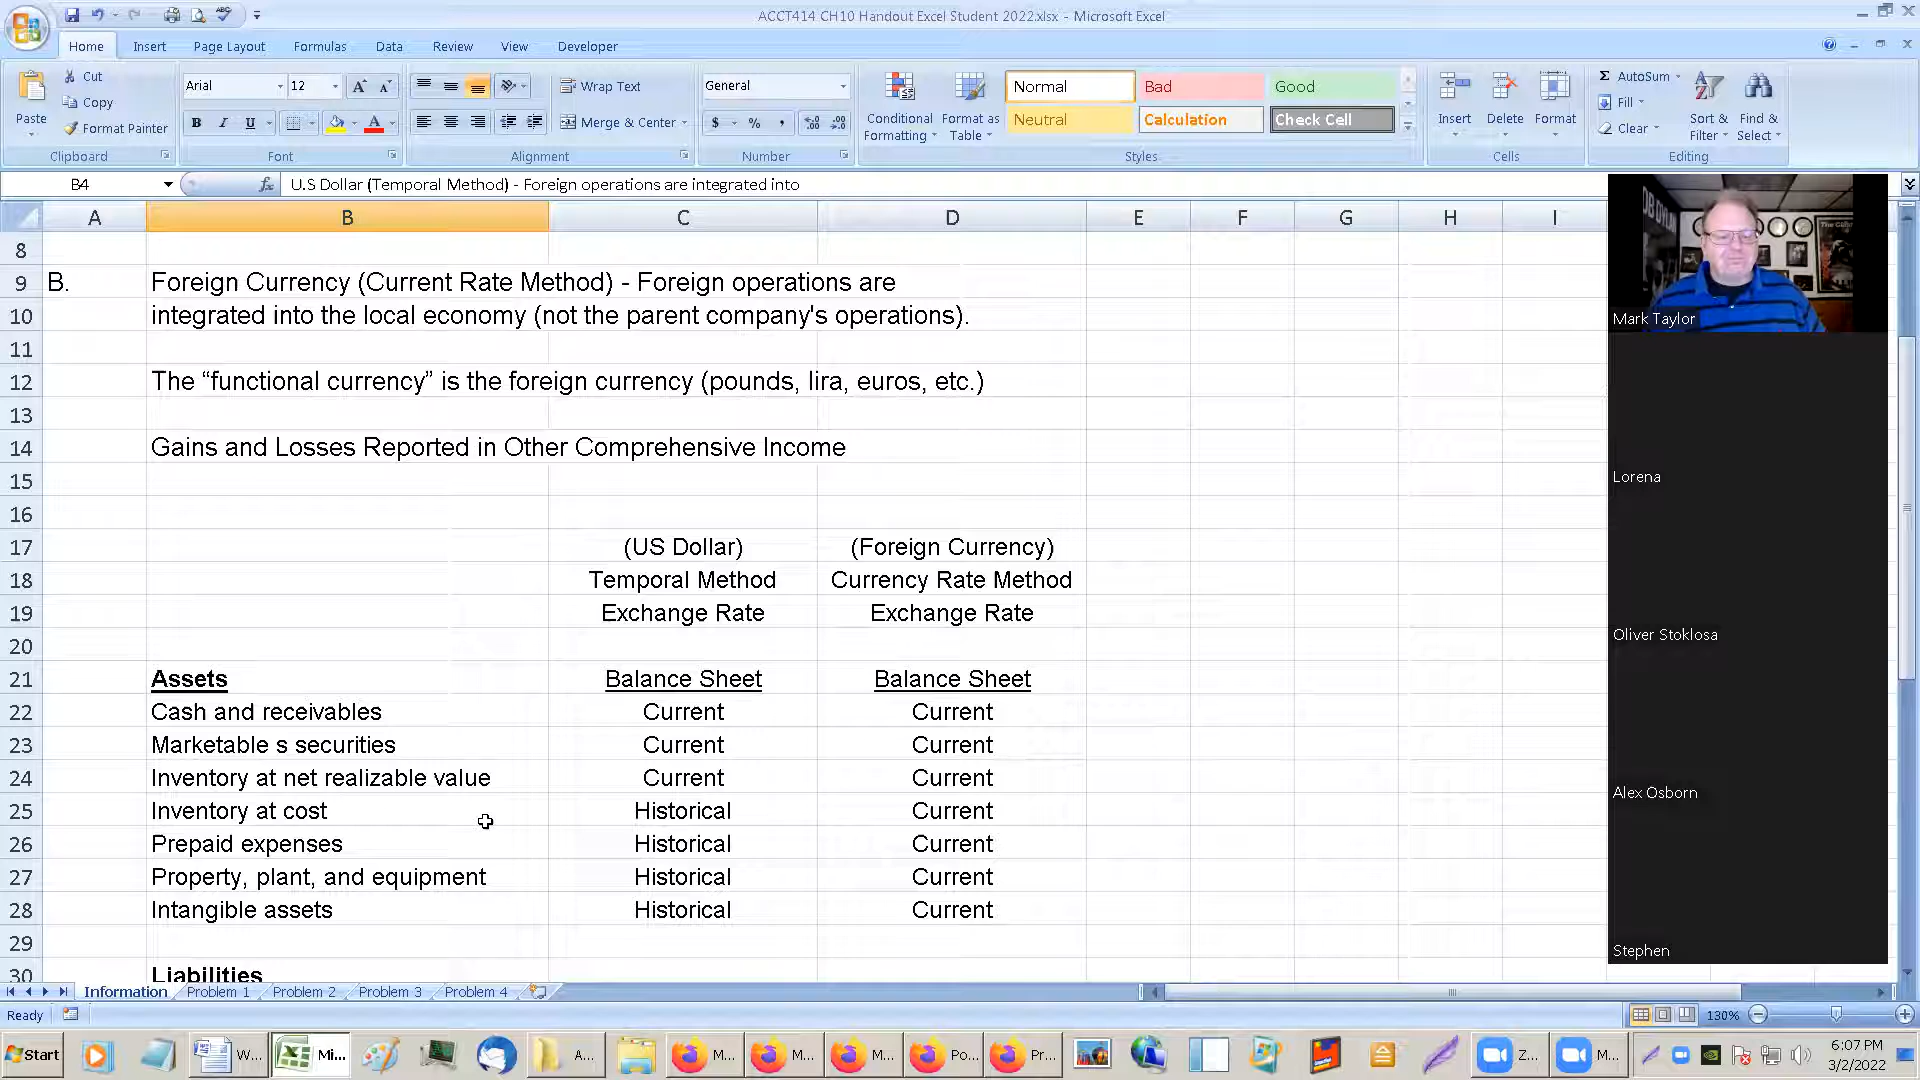 ACCT414 CH10 Handout Excel Student 2022.xlsx - Microsoft Excel
Home Insert Page Layout Formulas Data Review View Developer
Paste
Cut
Copy
Format Painter
Clipboard
Arial 12
B I U
Font
Wrap Text
Merge & Center
Alignment
General
$ % ,
Number
Conditional Formatting
Format as Table
Normal Bad Good
Neutral Calculation Check Cell
Styles
Insert Delete Format
Cells
Σ AutoSum
Fill
Clear
Sort & Filter
Find & Select
Editing
B4 fx U.S Dollar (Temporal Method) - Foreign operations are integrated into
A B C D E F G H I
8
9 B. Foreign Currency (Current Rate Method) - Foreign operations are
10 integrated into the local economy (not the parent company's operations).
11
12 The “functional currency” is the foreign currency (pounds, lira, euros, etc.)
13
14 Gains and Losses Reported in Other Comprehensive Income
15
16
17 (US Dollar) (Foreign Currency)
18 Temporal Method Currency Rate Method
19 Exchange Rate Exchange Rate
20
21 Assets Balance Sheet Balance Sheet
22 Cash and receivables Current Current
23 Marketable s securities Current Current
24 Inventory at net realizable value Current Current
25 Inventory at cost Historical Current
26 Prepaid expenses Historical Current
27 Property, plant, and equipment Historical Current
28 Intangible assets Historical Current
29
30 Liabilities
Mark Taylor
Lorena
Oliver Stoklosa
Alex Osborn
Stephen
Information Problem 1 Problem 2 Problem 3 Problem 4
Ready 130%
Start W... Mi... A... M... M... M... Po... Pr... Z... M...
6:07 PM
3/2/2022